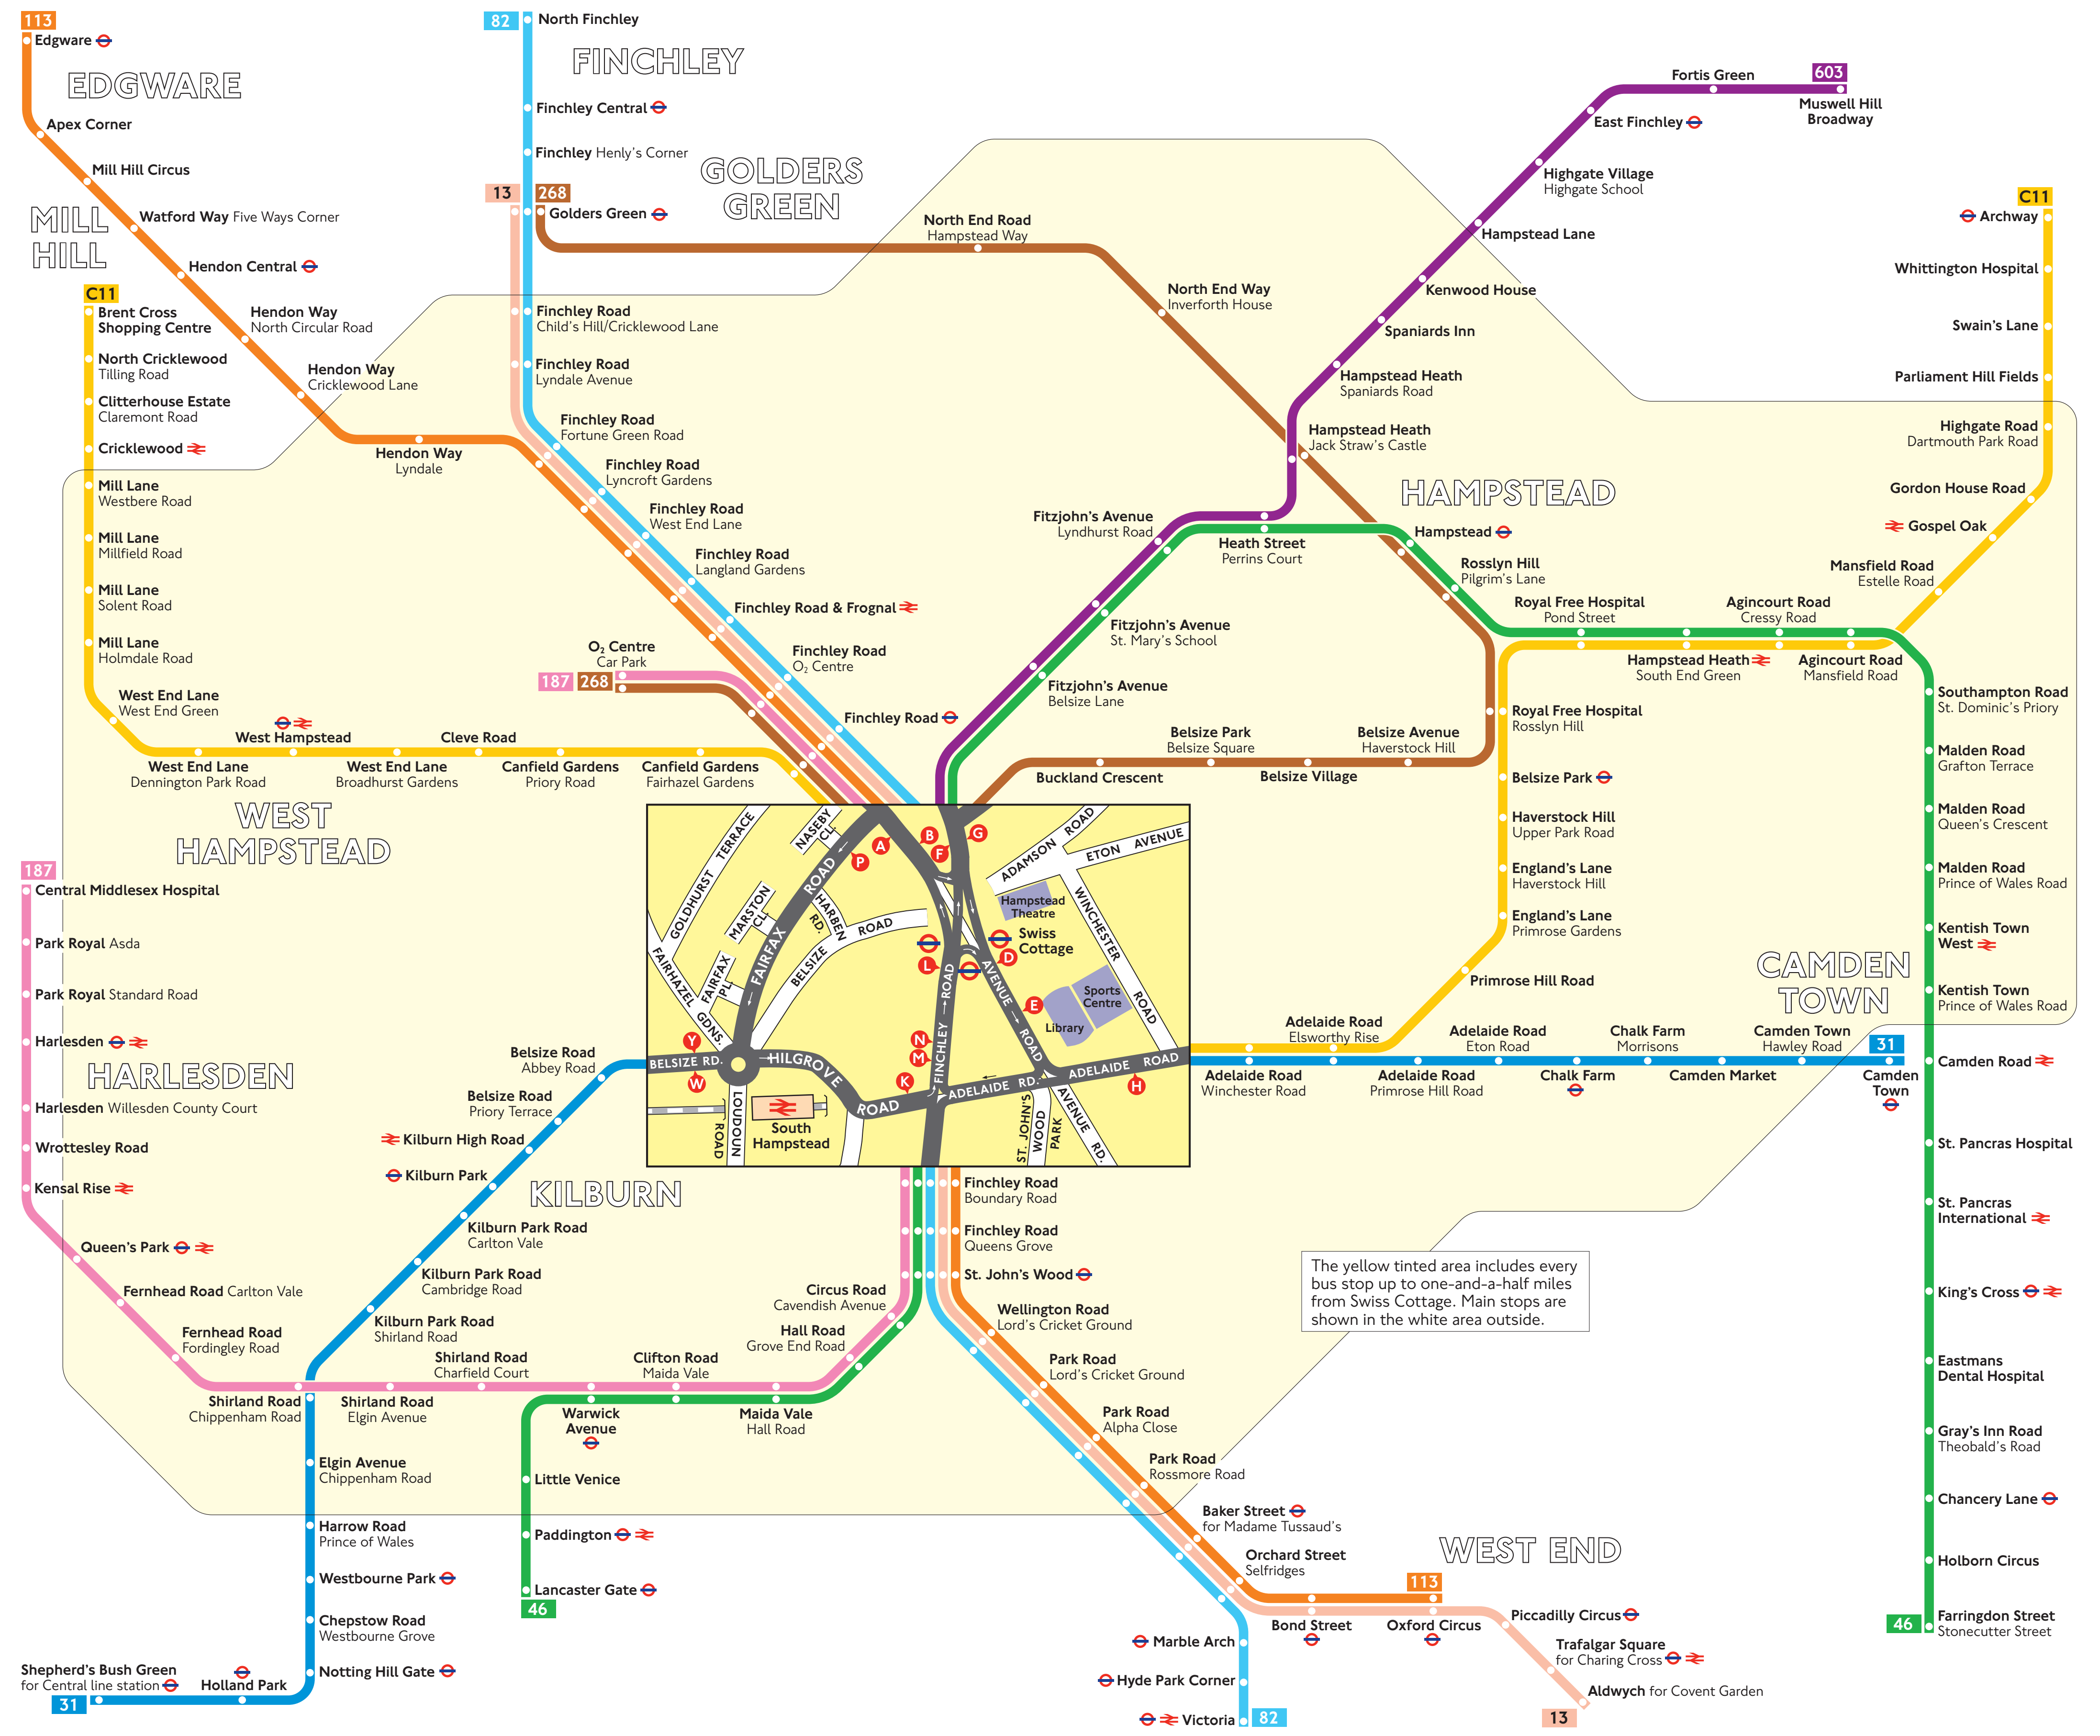 113
Edgware
EDGWARE
Apex Corner
Mill Hill Circus
MILL
HILL
Watford Way Five Ways Corner
Hendon Central
Hendon Way
North Circular Road
Hendon Way
Cricklewood Lane
Hendon Way
Lyndale
82
North Finchley
FINCHLEY
Finchley Central
Finchley Henly's Corner
13
268
Golders Green
GOLDERS
GREEN
North End Road
Hampstead Way
North End Way
Inverforth House
Finchley Road
Child's Hill/Cricklewood Lane
Finchley Road
Lyndale Avenue
Finchley Road
Fortune Green Road
Finchley Road
Lyncroft Gardens
Finchley Road
West End Lane
Finchley Road
Langland Gardens
Finchley Road & Frognal
Finchley Road
O2 Centre
Finchley Road
O2 Centre
Car Park
187
268
603
Fortis Green
Muswell Hill
Broadway
East Finchley
Highgate Village
Highgate School
Hampstead Lane
Kenwood House
Spaniards Inn
Hampstead Heath
Spaniards Road
Hampstead Heath
Jack Straw's Castle
HAMPSTEAD
Fitzjohn's Avenue
Lyndhurst Road
Heath Street
Perrins Court
Hampstead
Rosslyn Hill
Pilgrim's Lane
Fitzjohn's Avenue
St. Mary's School
Fitzjohn's Avenue
Belsize Lane
Royal Free Hospital
Pond Street
Agincourt Road
Cressy Road
Hampstead Heath
South End Green
Agincourt Road
Mansfield Road
C11
Archway
Whittington Hospital
Swain's Lane
Parliament Hill Fields
Highgate Road
Dartmouth Park Road
Gordon House Road
Gospel Oak
Mansfield Road
Estelle Road
C11
Brent Cross
Shopping Centre
North Cricklewood
Tilling Road
Clitterhouse Estate
Claremont Road
Cricklewood
Mill Lane
Westbere Road
Mill Lane
Millfield Road
Mill Lane
Solent Road
Mill Lane
Holmdale Road
West End Lane
West End Green
West Hampstead
Cleve Road
West End Lane
Dennington Park Road
West End Lane
Broadhurst Gardens
Canfield Gardens
Priory Road
Canfield Gardens
Fairhazel Gardens
WEST
HAMPSTEAD
Buckland Crescent
Belsize Park
Belsize Square
Belsize Village
Belsize Avenue
Haverstock Hill
Royal Free Hospital
Rosslyn Hill
Belsize Park
Haverstock Hill
Upper Park Road
England's Lane
Haverstock Hill
England's Lane
Primrose Gardens
Primrose Hill Road
Southampton Road
St. Dominic's Priory
Malden Road
Grafton Terrace
Malden Road
Queen's Crescent
Malden Road
Prince of Wales Road
Kentish Town
West
Kentish Town
Prince of Wales Road
CAMDEN
TOWN
31
Adelaide Road
Elsworthy Rise
Adelaide Road
Winchester Road
Adelaide Road
Primrose Hill Road
Adelaide Road
Eton Road
Chalk Farm
Chalk Farm
Morrisons
Camden Market
Camden Town
Hawley Road
Camden
Town
Camden Road
St. Pancras Hospital
St. Pancras
International
King's Cross
Eastmans
Dental Hospital
Gray's Inn Road
Theobald's Road
Chancery Lane
Holborn Circus
Farringdon Street
Stonecutter Street
46
187
Central Middlesex Hospital
Park Royal Asda
Park Royal Standard Road
Harlesden
HARLESDEN
Harlesden Willesden County Court
Wrottesley Road
Kensal Rise
Queen's Park
Fernhead Road Carlton Vale
Fernhead Road
Fordingley Road
Shirland Road
Chippenham Road
Shirland Road
Elgin Avenue
Shirland Road
Charfield Court
Warwick
Avenue
Clifton Road
Maida Vale
Maida Vale
Hall Road
Hall Road
Grove End Road
Circus Road
Cavendish Avenue
Belsize Road
Abbey Road
Belsize Road
Priory Terrace
Kilburn High Road
Kilburn Park
KILBURN
Kilburn Park Road
Carlton Vale
Kilburn Park Road
Cambridge Road
Kilburn Park Road
Shirland Road
Elgin Avenue
Chippenham Road
Harrow Road
Prince of Wales
Westbourne Park
Chepstow Road
Westbourne Grove
Notting Hill Gate
Holland Park
Shepherd's Bush Green
for Central line station
31
Little Venice
Paddington
Lancaster Gate
46
Finchley Road
Boundary Road
Finchley Road
Queens Grove
St. John's Wood
Wellington Road
Lord's Cricket Ground
Park Road
Lord's Cricket Ground
Park Road
Alpha Close
Park Road
Rossmore Road
Baker Street
for Madame Tussaud's
Orchard Street
Selfridges
WEST END
113
Bond Street
Oxford Circus
Piccadilly Circus
Trafalgar Square
for Charing Cross
Aldwych for Covent Garden
13
Marble Arch
Hyde Park Corner
Victoria
82
The yellow tinted area includes every
bus stop up to one-and-a-half miles
from Swiss Cottage. Main stops are
shown in the white area outside.
GOLDHURST TERRACE
NASEBY
CL.
MARSTON
CL.
HARBEN
RD.
FAIRFAX ROAD
FAIRFAX
PL.
FAIRHAZEL GDNS.
BELSIZE ROAD
BELSIZE RD.
HILGROVE ROAD
LOUDOUN
ROAD
South
Hampstead
FINCHLEY ROAD
AVENUE ROAD
ADELAIDE RD.
ADELAIDE ROAD
ST. JOHN'S
WOOD
PARK
AVENUE RD.
ADAMSON ROAD
ETON AVENUE
WINCHESTER ROAD
Hampstead
Theatre
Swiss
Cottage
Sports
Centre
Library
A
B
F
G
P
L
D
E
N
M
K
H
Y
W